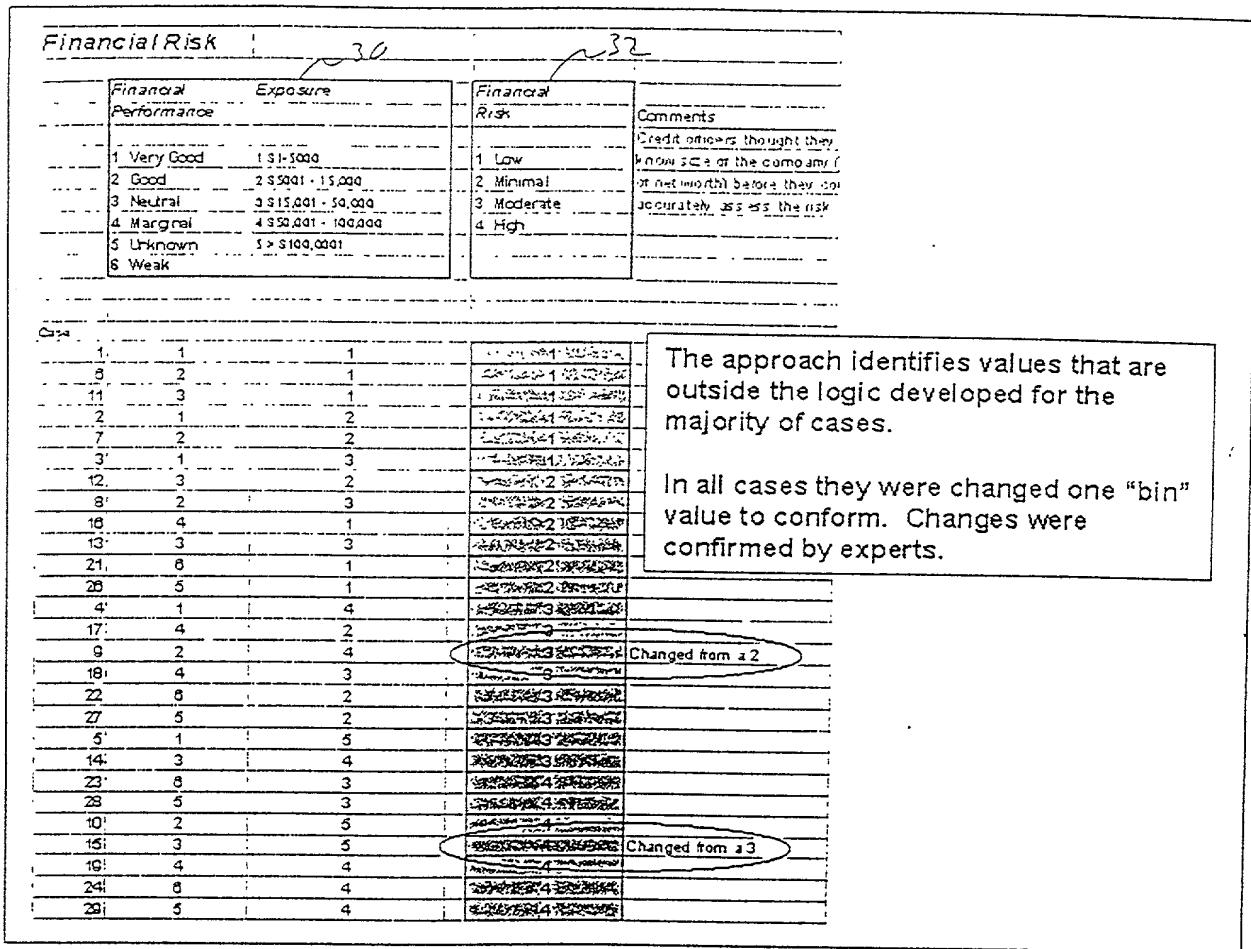 Financial Risk
30
32
Financial Exposure
Performance
1 Very Good 1 $1-5000
2 Good 2 $5001 - 15,000
3 Neutral 3 $15,001 - 50,000
4 Marginal 4 $50,001 - 100,000
5 Unknown 5 > $100,0001
6 Weak
Financial
Risk
1 Low
2 Minimal
3 Moderate
4 High
Comments
Credit officers thought they
know size of the company (
of net worth) before they
accurately assess the risk
Case
1 1 1 1
6 2 1 1
11 3 1 1
2 1 2 1
7 2 2 1
3 1 3 1
12 3 2 2
8 2 3 2
16 4 1 2
13 3 3 2
21 6 1 2
26 5 1 2
4 1 4 3
17 4 2 3
9 2 4 3 Changed from a 2
18 4 3 3
22 6 2 3
27 5 2 3
5 1 5 3
14 3 4 3
23 6 3 4
28 5 3 4
10 2 5 4
15 3 5 4 Changed from a 3
19 4 4 4
24 6 4 4
29 5 4 4
The approach identifies values that are
outside the logic developed for the
majority of cases.
In all cases they were changed one "bin"
value to conform. Changes were
confirmed by experts.